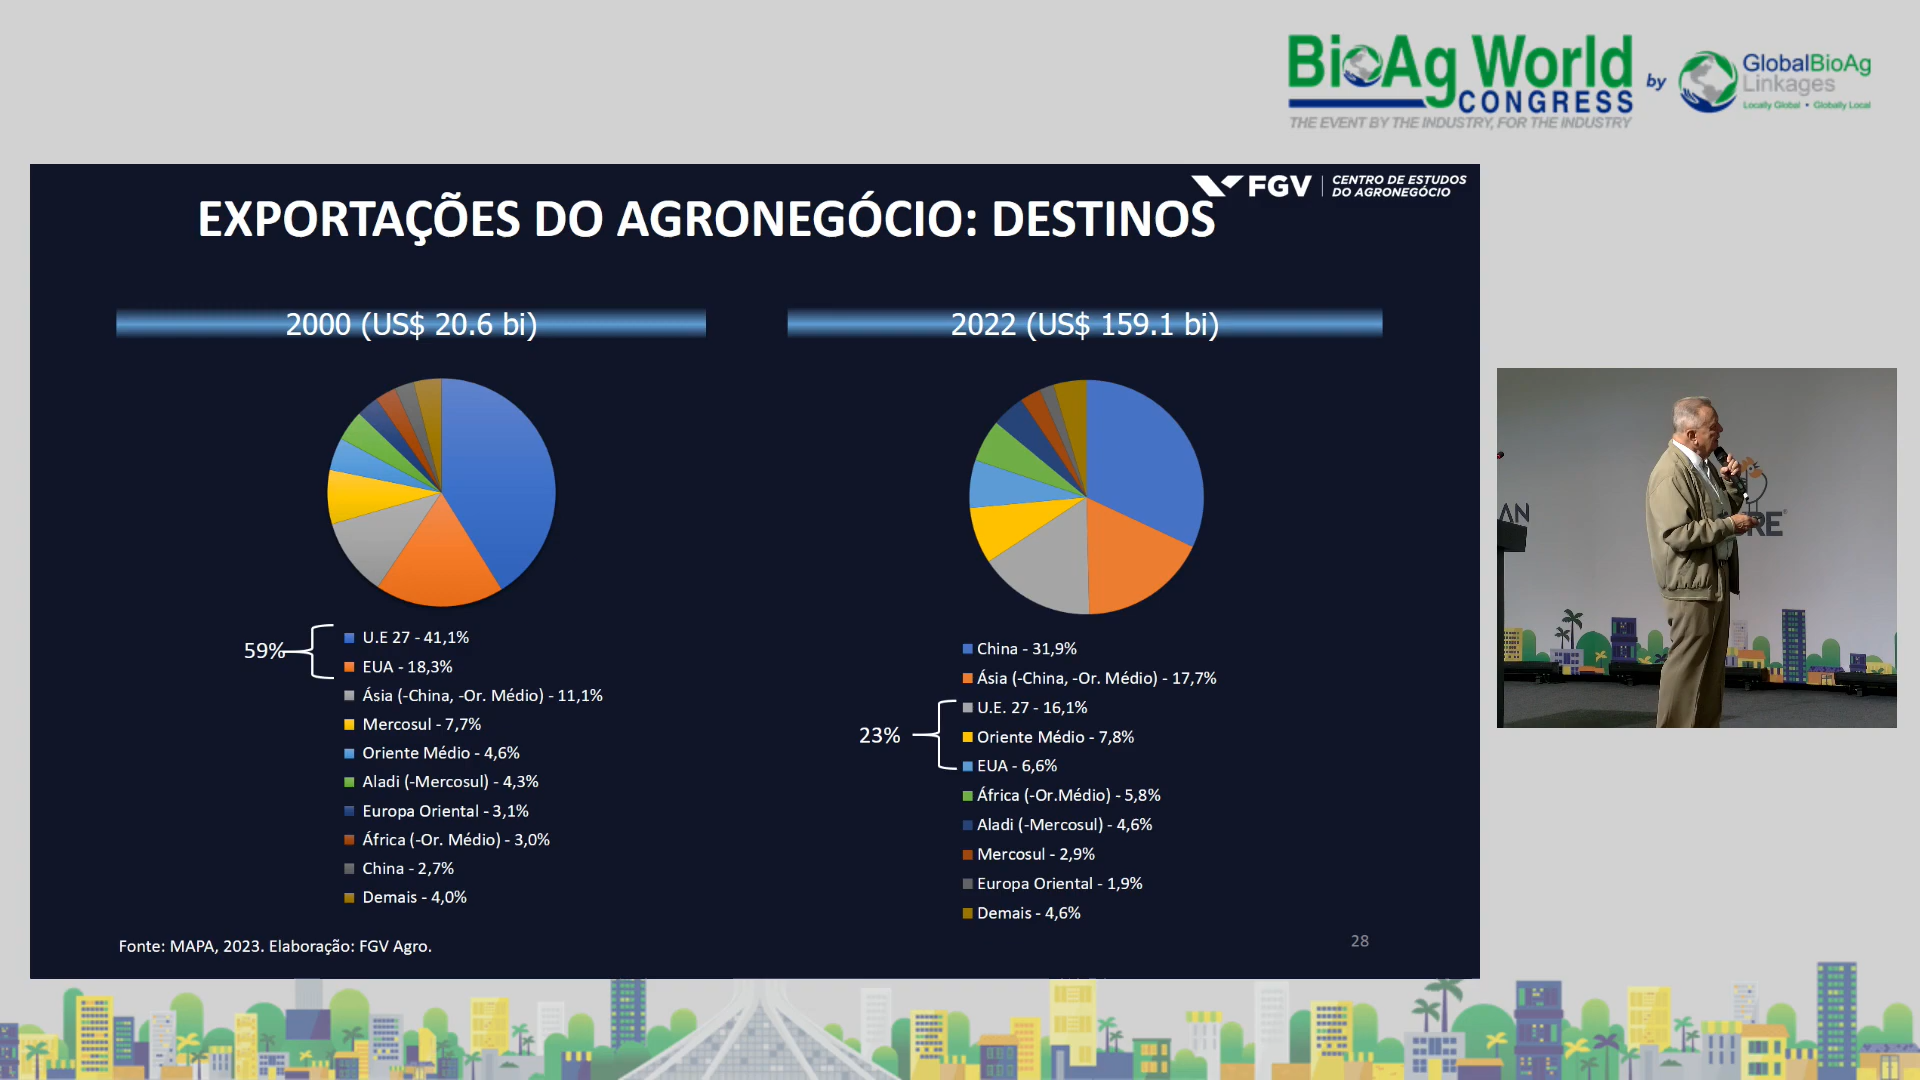 BioAg World
CONGRESS
THE EVENT BY THE INDUSTRY, FOR THE INDUSTRY
by
GlobalBioAg
Linkages
Locally Global • Globally Local
FGV
CENTRO DE ESTUDOS
DO AGRONEGÓCIO
EXPORTAÇÕES DO AGRONEGÓCIO: DESTINOS
2000 (US$ 20.6 bi)
59%
U.E 27 - 41,1%
EUA - 18,3%
Ásia (-China, -Or. Médio) - 11,1%
Mercosul - 7,7%
Oriente Médio - 4,6%
Aladi (-Mercosul) - 4,3%
Europa Oriental - 3,1%
África (-Or. Médio) - 3,0%
China - 2,7%
Demais - 4,0%
2022 (US$ 159.1 bi)
23%
China - 31,9%
Ásia (-China, -Or. Médio) - 17,7%
U.E. 27 - 16,1%
Oriente Médio - 7,8%
EUA - 6,6%
África (-Or.Médio) - 5,8%
Aladi (-Mercosul) - 4,6%
Mercosul - 2,9%
Europa Oriental - 1,9%
Demais - 4,6%
Fonte: MAPA, 2023. Elaboração: FGV Agro.
28
AN